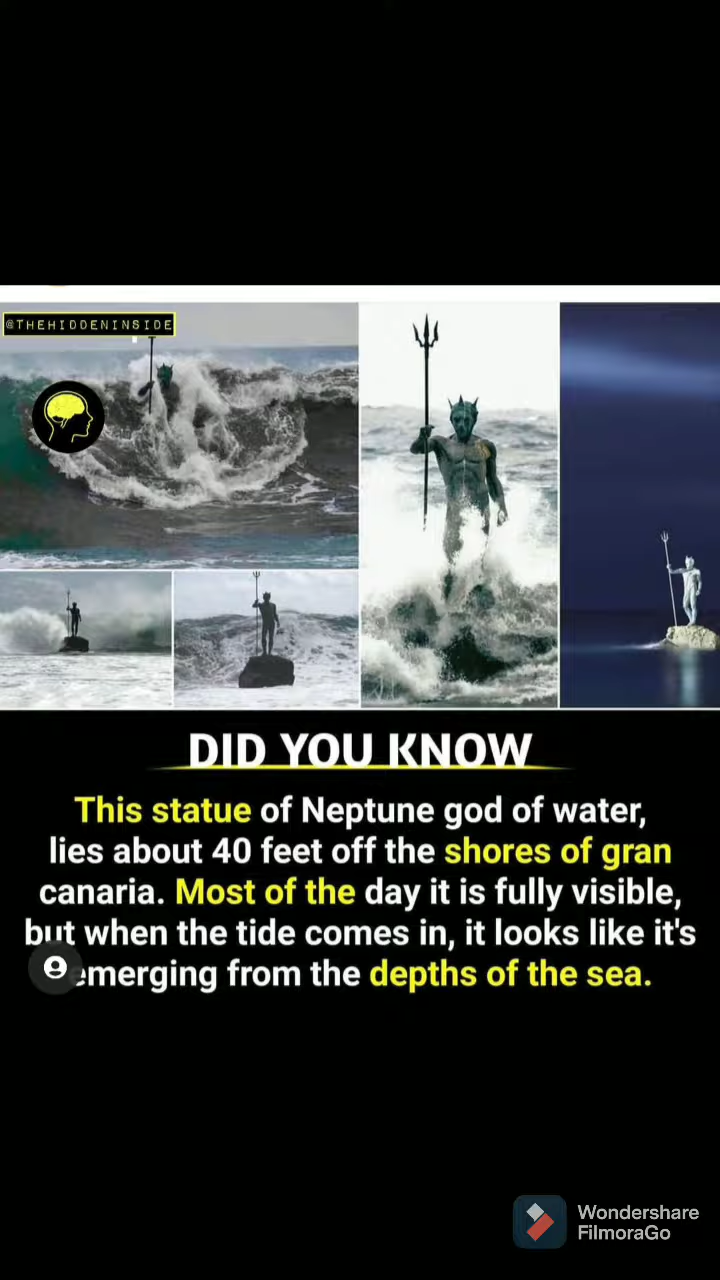 @THEHIDDENINSIDE
DID YOU KNOW
This statue of Neptune god of water,
lies about 40 feet off the shores of gran
canaria. Most of the day it is fully visible,
but when the tide comes in, it looks like it's
emerging from the depths of the sea.
Wondershare
FilmoraGo